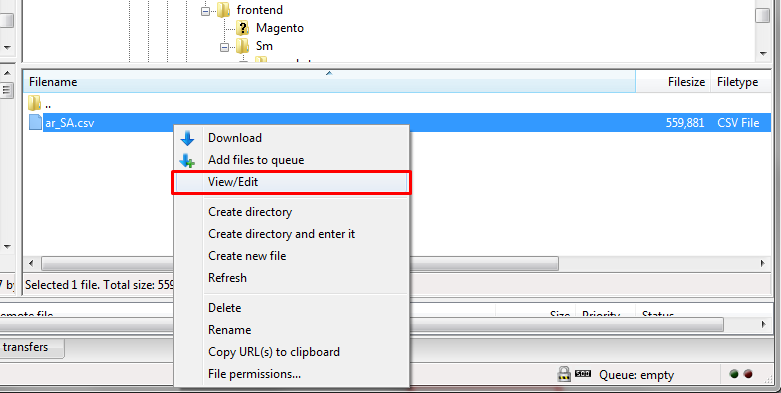 frontend
Magento
Sm
Filename Filesize Filetype
..
ar_SA.csv 559,881 CSV File
Download
Add files to queue
View/Edit
Create directory
Create directory and enter it
Create new file
Refresh
Selected 1 file. Total size: 559
Delete
Rename
Copy URL(s) to clipboard
File permissions...
file Size Priority Status
transfers
Queue: empty